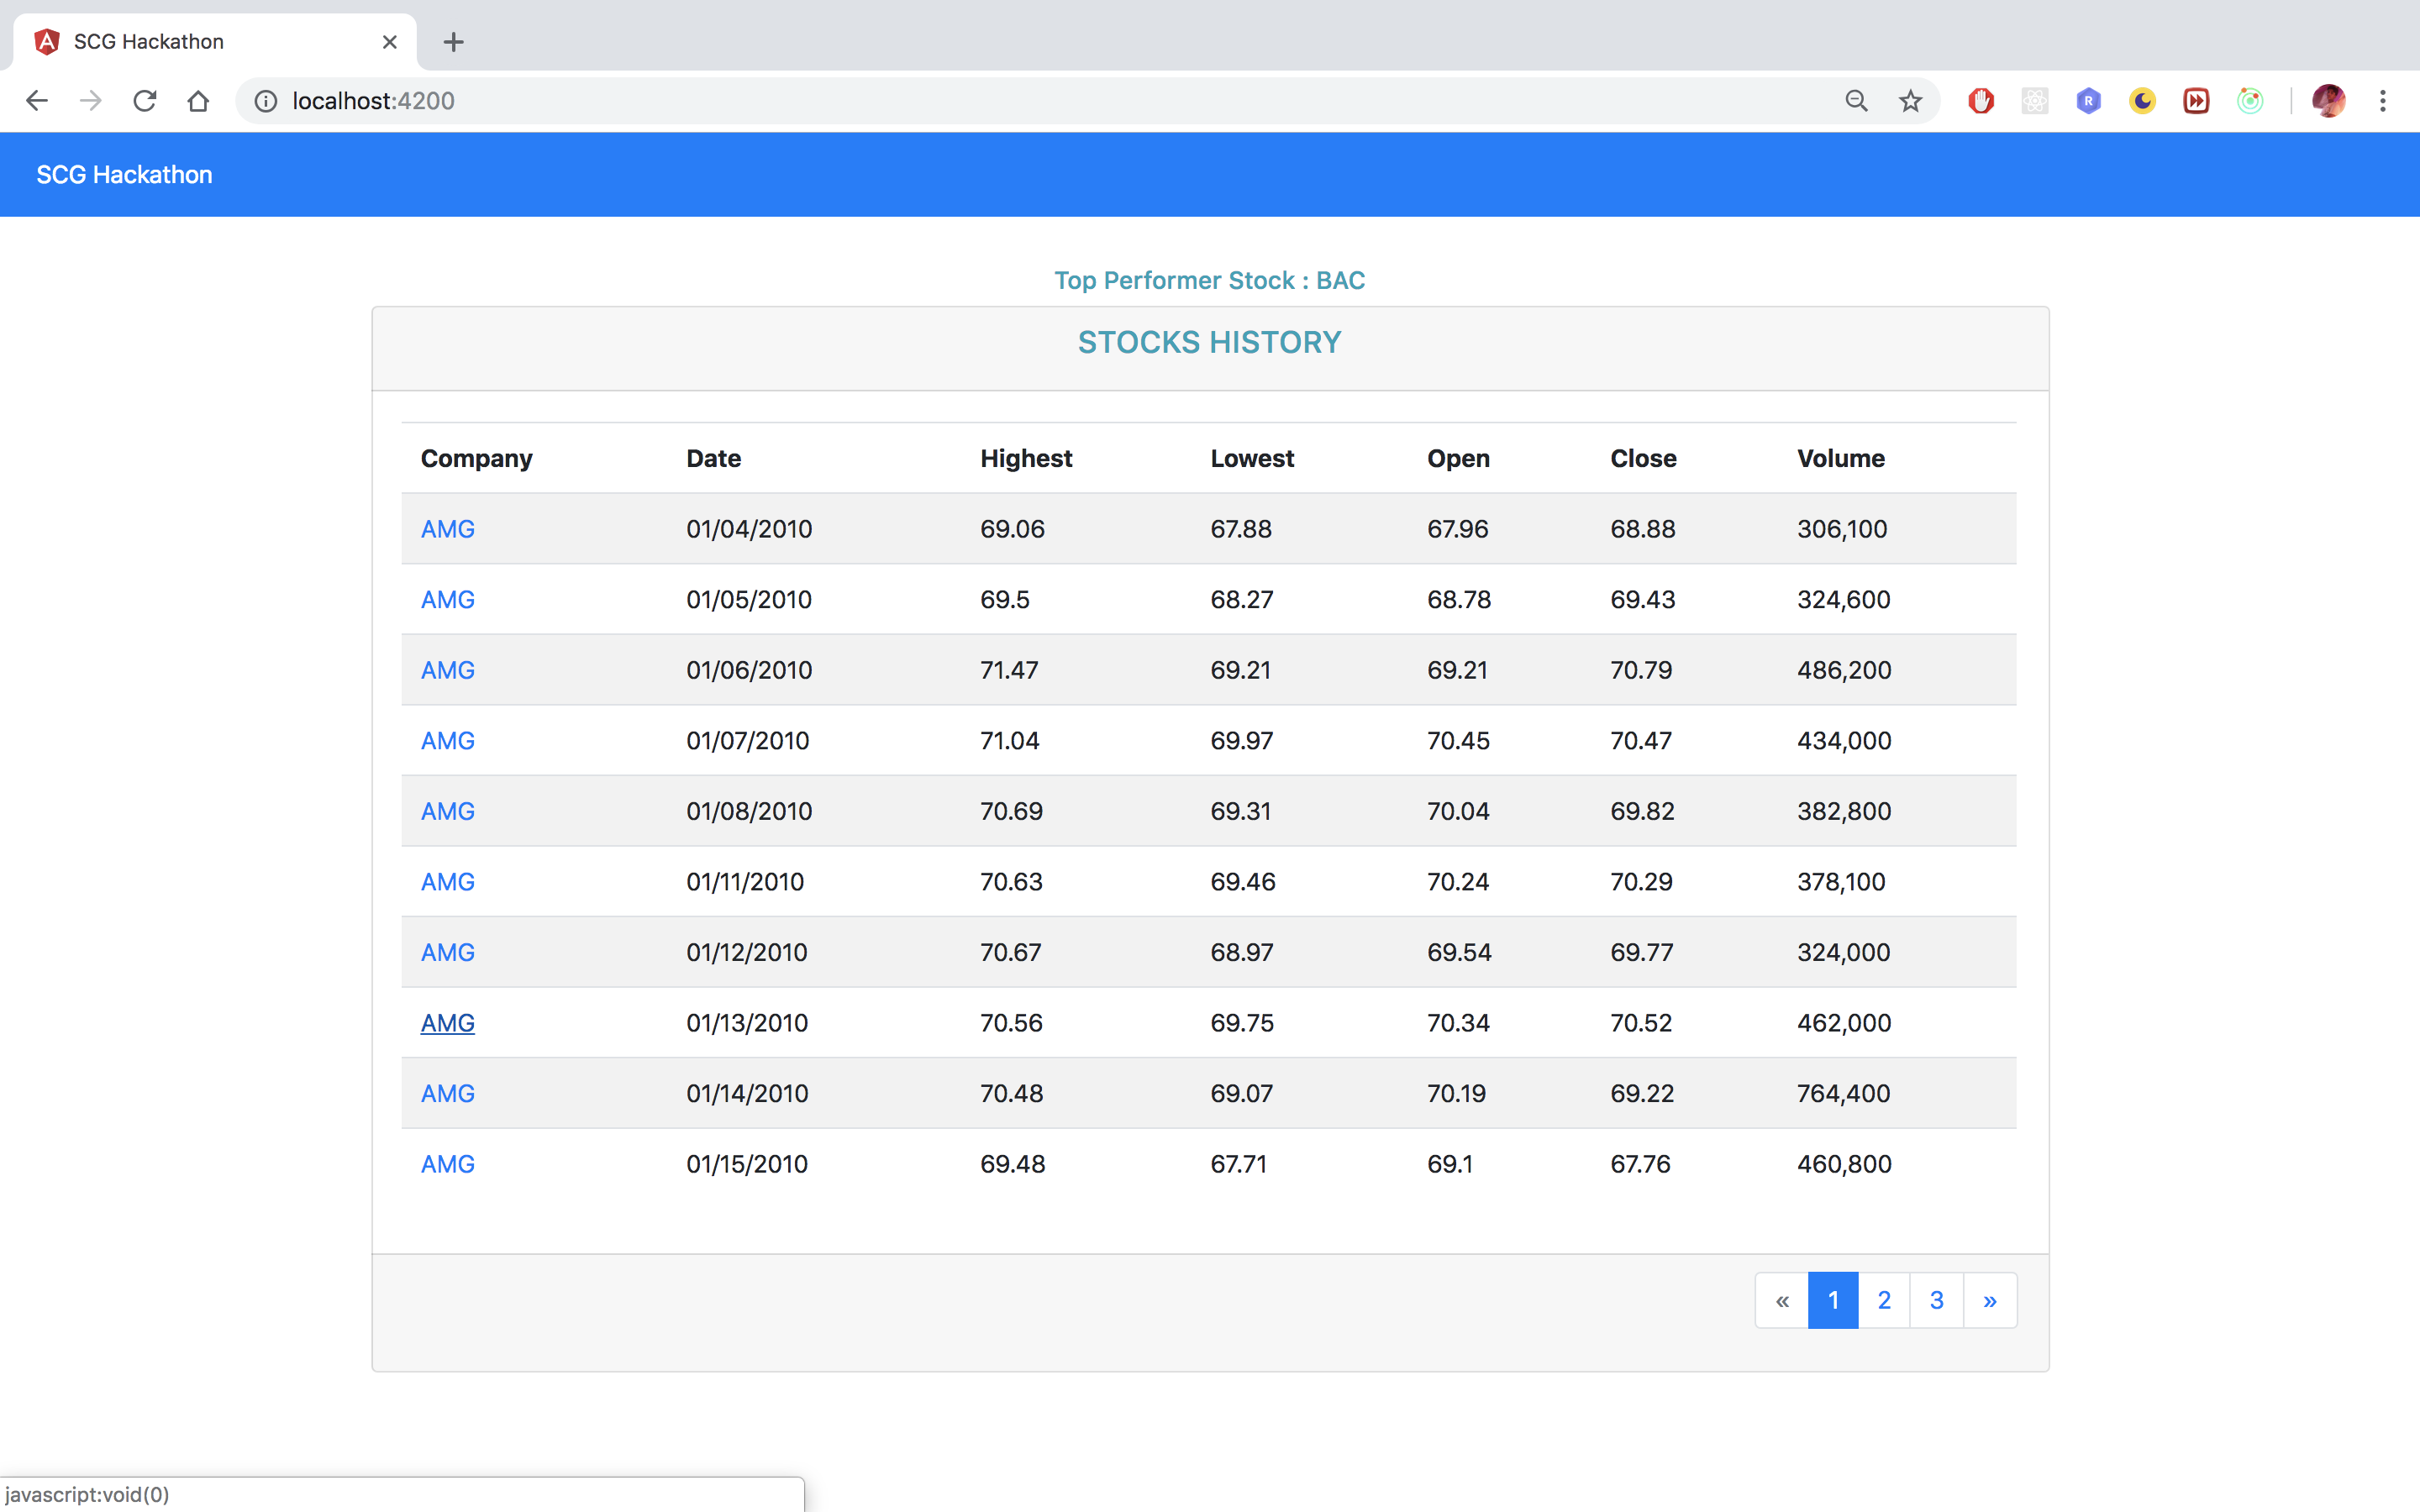 SCG Hackathon
localhost:4200
SCG Hackathon
Top Performer Stock : BAC
STOCKS HISTORY
Company Date Highest Lowest Open Close Volume
AMG 01/04/2010 69.06 67.88 67.96 68.88 306,100
AMG 01/05/2010 69.5 68.27 68.78 69.43 324,600
AMG 01/06/2010 71.47 69.21 69.21 70.79 486,200
AMG 01/07/2010 71.04 69.97 70.45 70.47 434,000
AMG 01/08/2010 70.69 69.31 70.04 69.82 382,800
AMG 01/11/2010 70.63 69.46 70.24 70.29 378,100
AMG 01/12/2010 70.67 68.97 69.54 69.77 324,000
AMG 01/13/2010 70.56 69.75 70.34 70.52 462,000
AMG 01/14/2010 70.48 69.07 70.19 69.22 764,400
AMG 01/15/2010 69.48 67.71 69.1 67.76 460,800
« 1 2 3 »
javascript:void(0)